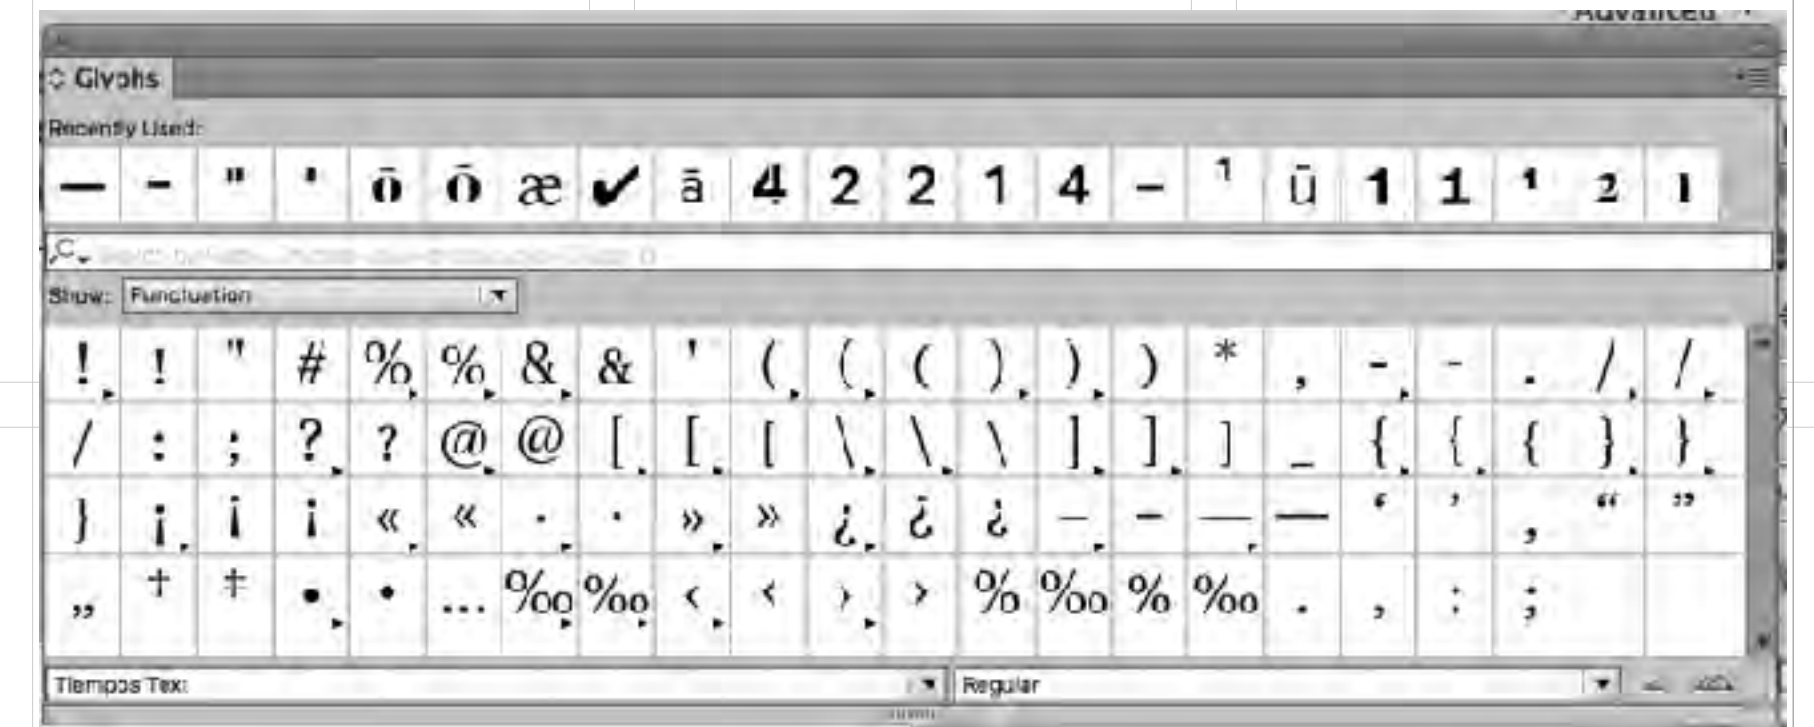 Advanced
Glyphs
Recently Used:
— – " ' ō ō æ ✔ ā 4 2 2 1 4 – ¹ ū 1 1 ¹ 2 1
Show: Punctuation
! ! " # % % & & ' ( ( ( ) ) ) * , - - . / /
/ : ; ? ? @ @ [ [ [ \ \ \ ] ] ] _ { { { } }
} ¡ ¡ ¡ « « · · » » ¿ ¿ ¿ – – — — ‘ ’ ‚ “ ”
„ † ‡ • • … ‰ ‰ ‹ ‹ › › % ‰ % ‰ . , : ;
Tiempos Text
Regular